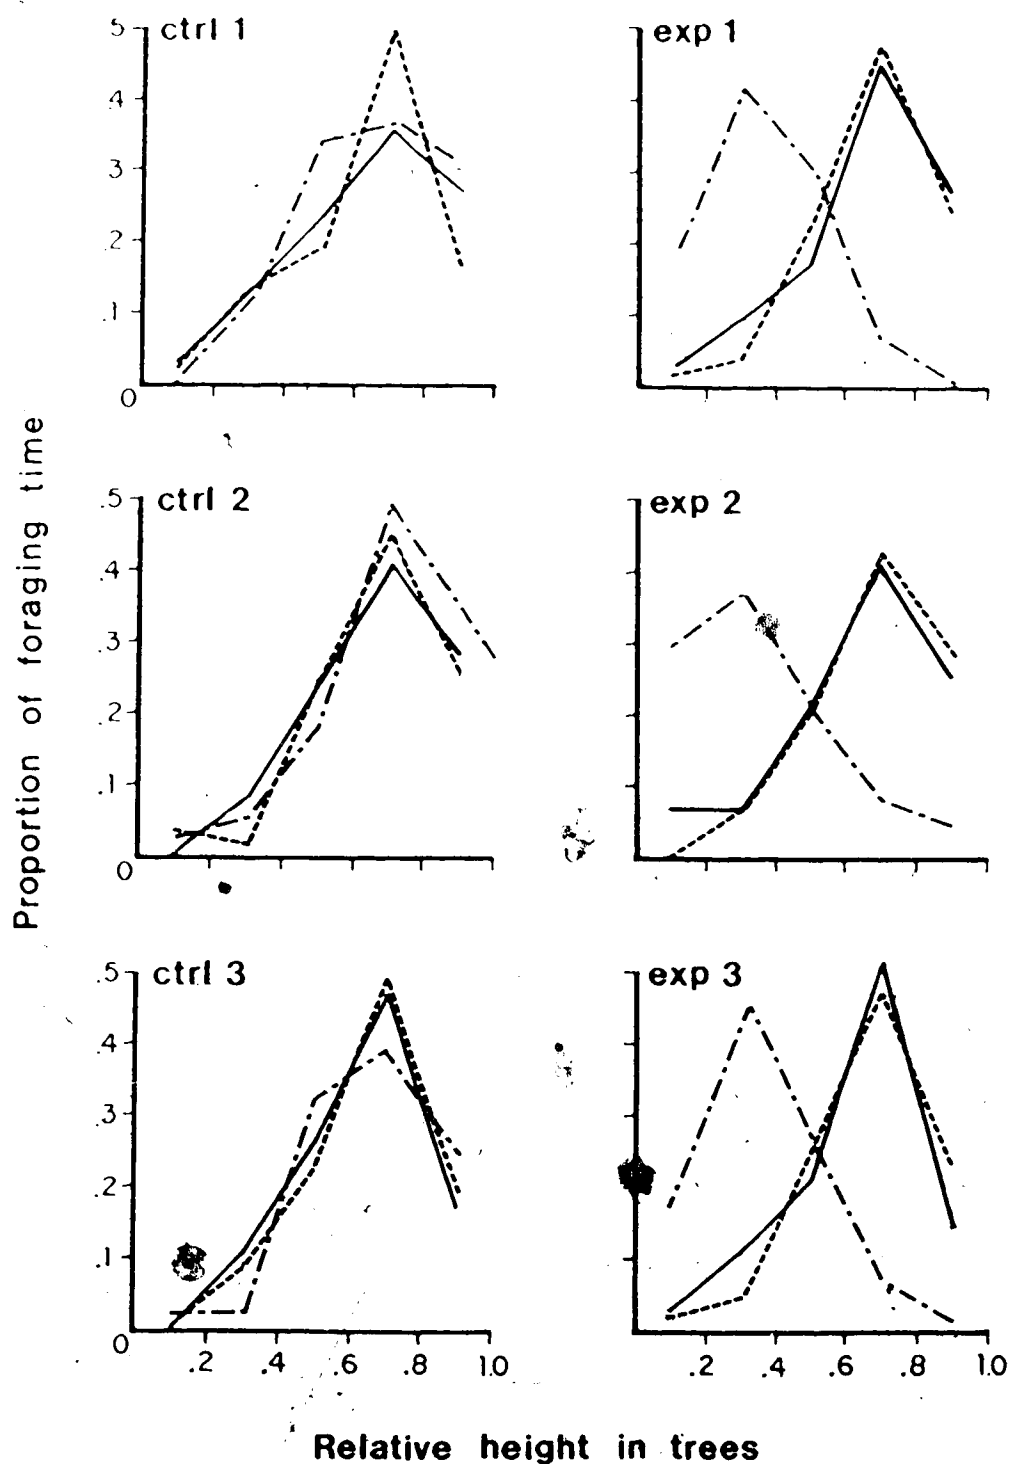 ctrl 1
exp 1
5
.4
3
2
.1
0
ctrl 2
exp 2
.5
.4
.3
.2
.1
0
ctrl 3
exp 3
.5
.4
.3
.2
.1
0
.2 .4 .6 .8 1.0
.2 .4 .6 .8 1.0
Proportion of foraging time
Relative height in trees